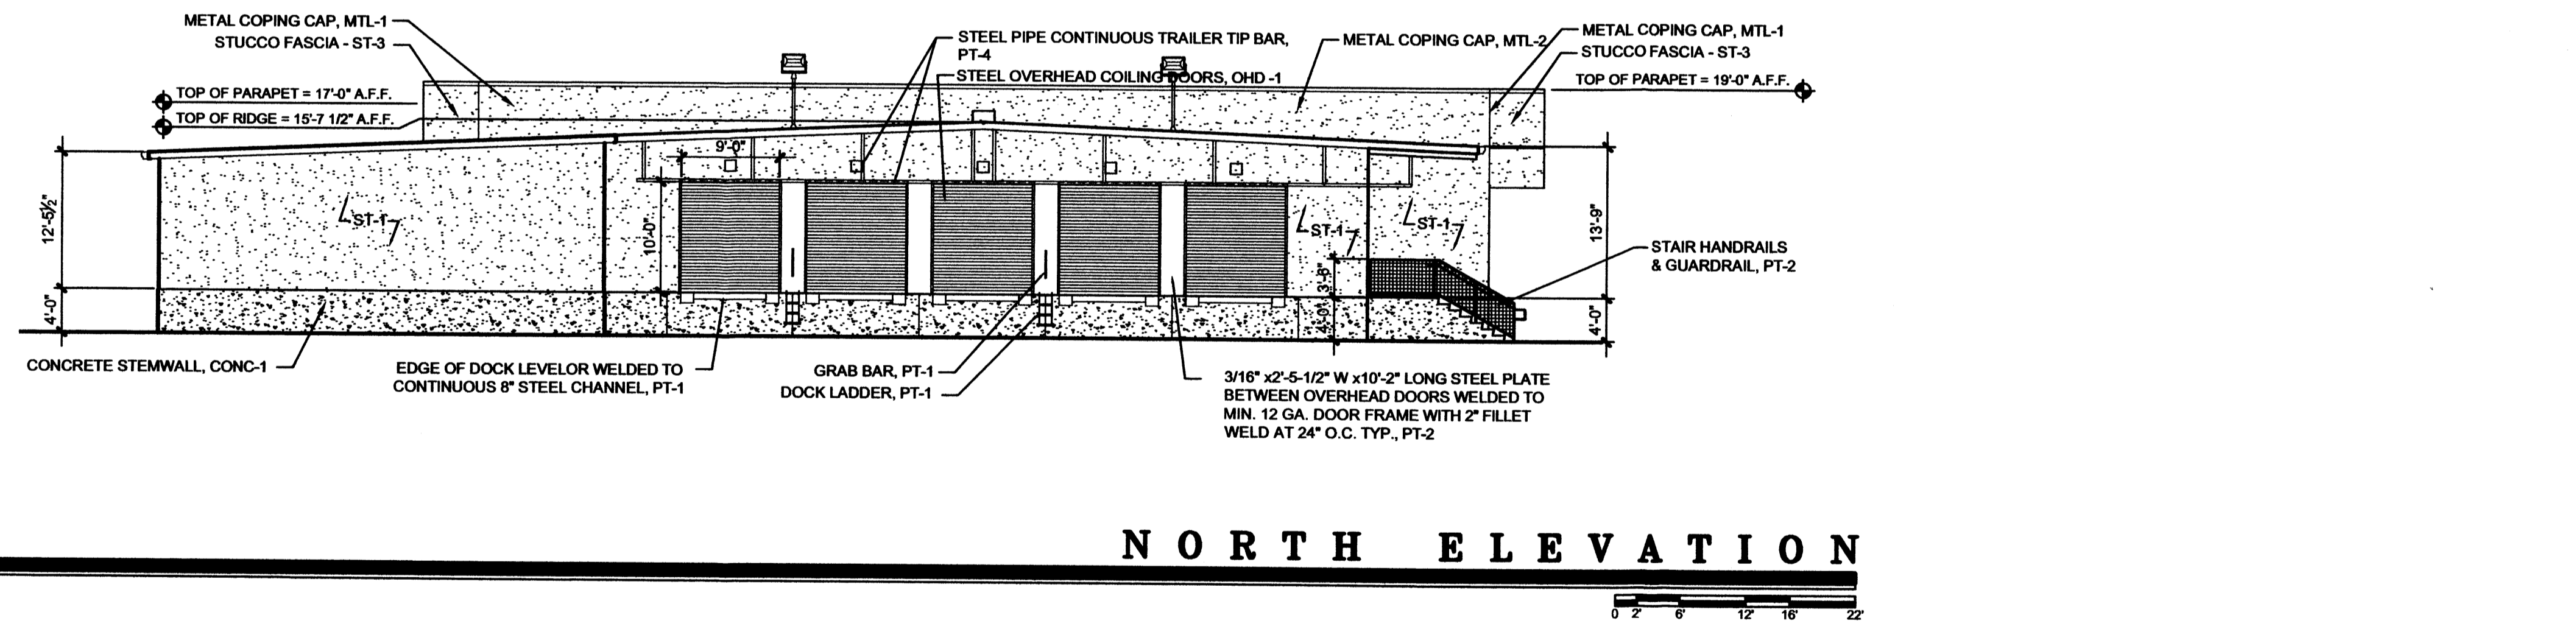 METAL COPING CAP, MTL-1
STUCCO FASCIA - ST-3
TOP OF PARAPET = 17'-0" A.F.F.
TOP OF RIDGE = 15'-7 1/2" A.F.F.
STEEL PIPE CONTINUOUS TRAILER TIP BAR,
PT-4
STEEL OVERHEAD COILING DOORS, OHD -1
METAL COPING CAP, MTL-2
METAL COPING CAP, MTL-1
STUCCO FASCIA - ST-3
TOP OF PARAPET = 19'-0" A.F.F.
9'-0"
12'-5½"
4'-0"
ST-1
10'-0"
ST-1
ST-1
3'-6"
4'-0"
13'-9"
4'-0"
STAIR HANDRAILS
& GUARDRAIL, PT-2
CONCRETE STEMWALL, CONC-1
EDGE OF DOCK LEVELOR WELDED TO
CONTINUOUS 8" STEEL CHANNEL, PT-1
GRAB BAR, PT-1
DOCK LADDER, PT-1
3/16" x2'-5-1/2" W x10'-2" LONG STEEL PLATE
BETWEEN OVERHEAD DOORS WELDED TO
MIN. 12 GA. DOOR FRAME WITH 2" FILLET
WELD AT 24" O.C. TYP., PT-2
NORTH ELEVATION
0 2' 6' 12' 16' 22'